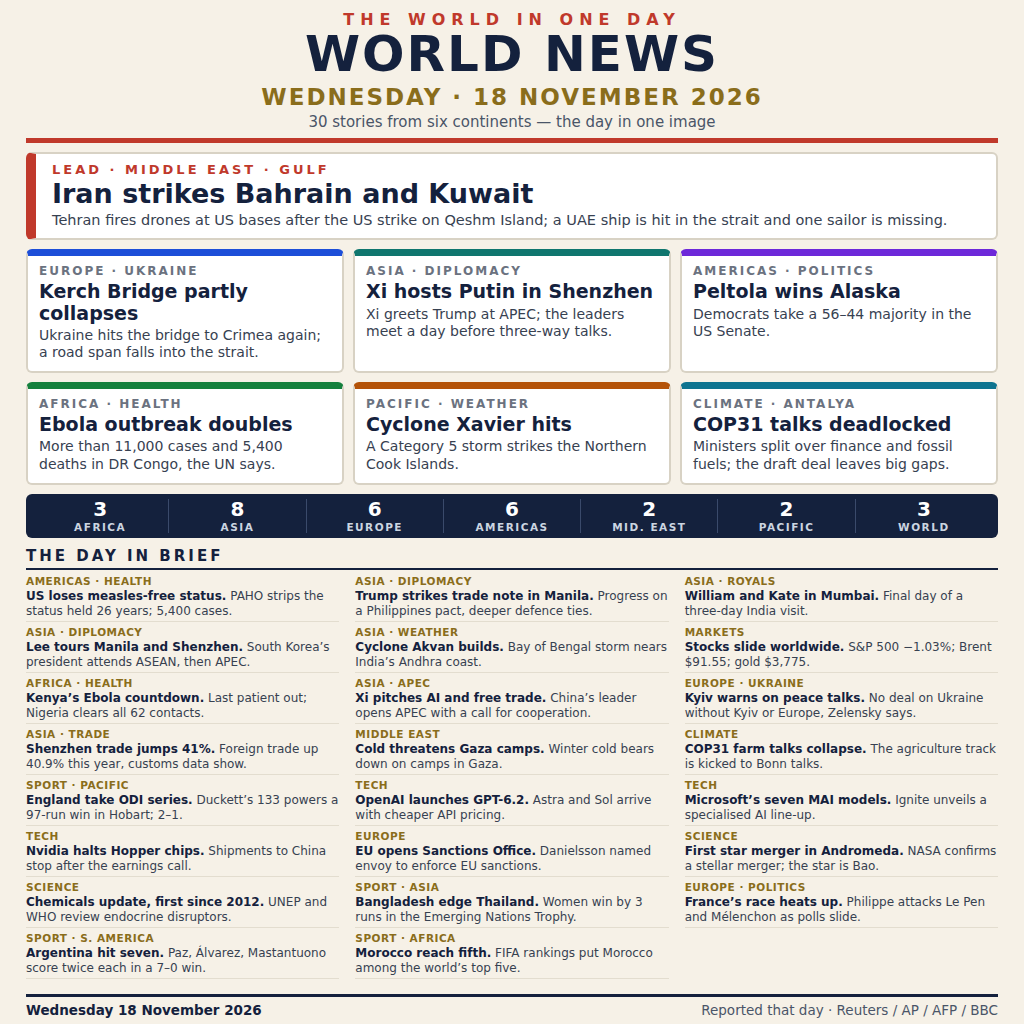 THE WORLD IN ONE DAY
WORLD NEWS
WEDNESDAY · 18 NOVEMBER 2026
30 stories from six continents — the day in one image
LEAD · MIDDLE EAST · GULF
Iran strikes Bahrain and Kuwait
Tehran fires drones at US bases after the US strike on Qeshm Island; a UAE ship is hit in the strait and one sailor is missing.
EUROPE · UKRAINE
Kerch Bridge partly
collapses
Ukraine hits the bridge to Crimea again;
a road span falls into the strait.
ASIA · DIPLOMACY
Xi hosts Putin in Shenzhen
Xi greets Trump at APEC; the leaders
meet a day before three-way talks.
AMERICAS · POLITICS
Peltola wins Alaska
Democrats take a 56–44 majority in the
US Senate.
AFRICA · HEALTH
Ebola outbreak doubles
More than 11,000 cases and 5,400
deaths in DR Congo, the UN says.
PACIFIC · WEATHER
Cyclone Xavier hits
A Category 5 storm strikes the Northern
Cook Islands.
CLIMATE · ANTALYA
COP31 talks deadlocked
Ministers split over finance and fossil
fuels; the draft deal leaves big gaps.
3
AFRICA
8
ASIA
6
EUROPE
6
AMERICAS
2
MID. EAST
2
PACIFIC
3
WORLD
THE DAY IN BRIEF
AMERICAS · HEALTH
US loses measles-free status. PAHO strips the
status held 26 years; 5,400 cases.
ASIA · DIPLOMACY
Lee tours Manila and Shenzhen. South Korea’s
president attends ASEAN, then APEC.
AFRICA · HEALTH
Kenya’s Ebola countdown. Last patient out;
Nigeria clears all 62 contacts.
ASIA · TRADE
Shenzhen trade jumps 41%. Foreign trade up
40.9% this year, customs data show.
SPORT · PACIFIC
England take ODI series. Duckett’s 133 powers a
97-run win in Hobart; 2–1.
TECH
Nvidia halts Hopper chips. Shipments to China
stop after the earnings call.
SCIENCE
Chemicals update, first since 2012. UNEP and
WHO review endocrine disruptors.
SPORT · S. AMERICA
Argentina hit seven. Paz, Álvarez, Mastantuono
score twice each in a 7–0 win.
ASIA · DIPLOMACY
Trump strikes trade note in Manila. Progress on
a Philippines pact, deeper defence ties.
ASIA · WEATHER
Cyclone Akvan builds. Bay of Bengal storm nears
India’s Andhra coast.
ASIA · APEC
Xi pitches AI and free trade. China’s leader
opens APEC with a call for cooperation.
MIDDLE EAST
Cold threatens Gaza camps. Winter cold bears
down on camps in Gaza.
TECH
OpenAI launches GPT-6.2. Astra and Sol arrive
with cheaper API pricing.
EUROPE
EU opens Sanctions Office. Danielsson named
envoy to enforce EU sanctions.
SPORT · ASIA
Bangladesh edge Thailand. Women win by 3
runs in the Emerging Nations Trophy.
SPORT · AFRICA
Morocco reach fifth. FIFA rankings put Morocco
among the world’s top five.
ASIA · ROYALS
William and Kate in Mumbai. Final day of a
three-day India visit.
MARKETS
Stocks slide worldwide. S&P 500 −1.03%; Brent
$91.55; gold $3,775.
EUROPE · UKRAINE
Kyiv warns on peace talks. No deal on Ukraine
without Kyiv or Europe, Zelensky says.
CLIMATE
COP31 farm talks collapse. The agriculture track
is kicked to Bonn talks.
TECH
Microsoft’s seven MAI models. Ignite unveils a
specialised AI line-up.
SCIENCE
First star merger in Andromeda. NASA confirms
a stellar merger; the star is Bao.
EUROPE · POLITICS
France’s race heats up. Philippe attacks Le Pen
and Mélenchon as polls slide.
Wednesday 18 November 2026
Reported that day · Reuters / AP / AFP / BBC